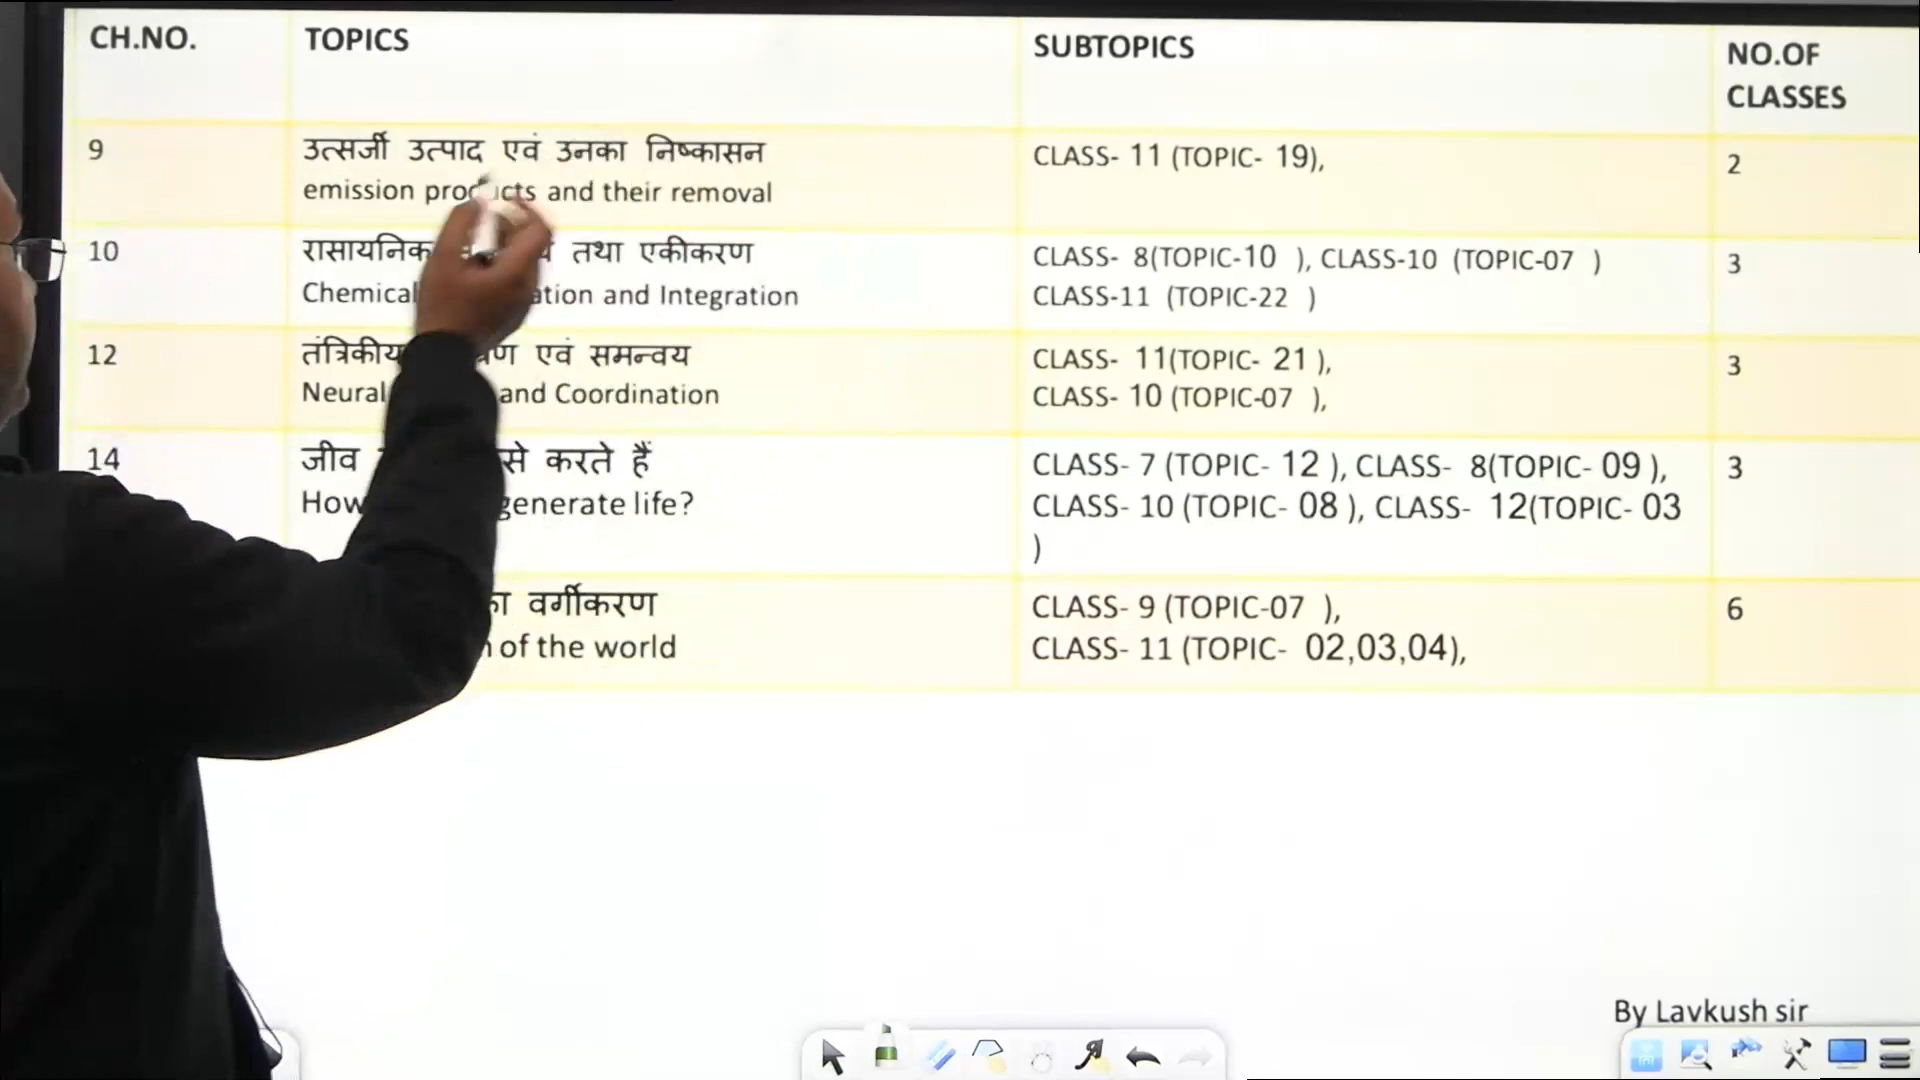 CH.NO.
TOPICS
SUBTOPICS
NO.OF
CLASSES
9
उत्सर्जी उत्पाद एवं उनका निष्कासन
emission products and their removal
CLASS- 11 (TOPIC- 19),
2
10
रासायनिक तथा एकीकरण
Chemical and Integration
CLASS- 8(TOPIC-10 ), CLASS-10 (TOPIC-07 )
CLASS-11 (TOPIC-22 )
3
12
तंत्रिकीय एवं समन्वय
Neural and Coordination
CLASS- 11(TOPIC- 21 ),
CLASS- 10 (TOPIC-07 ),
3
14
जीव करते हैं
How generate life?
CLASS- 7 (TOPIC- 12 ), CLASS- 8(TOPIC- 09 ),
CLASS- 10 (TOPIC- 08 ), CLASS- 12(TOPIC- 03
)
3
वर्गीकरण
of the world
CLASS- 9 (TOPIC-07 ),
CLASS- 11 (TOPIC- 02,03,04),
6
By Lavkush sir